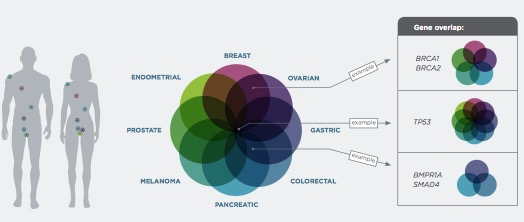 Gene overlap:
BREAST
ENDOMETRIAL
OVARIAN
example
BRCA1
BRCA2
PROSTATE
GASTRIC
example
TP53
example
MELANOMA
COLORECTAL
BMPR1A
SMAD4
PANCREATIC